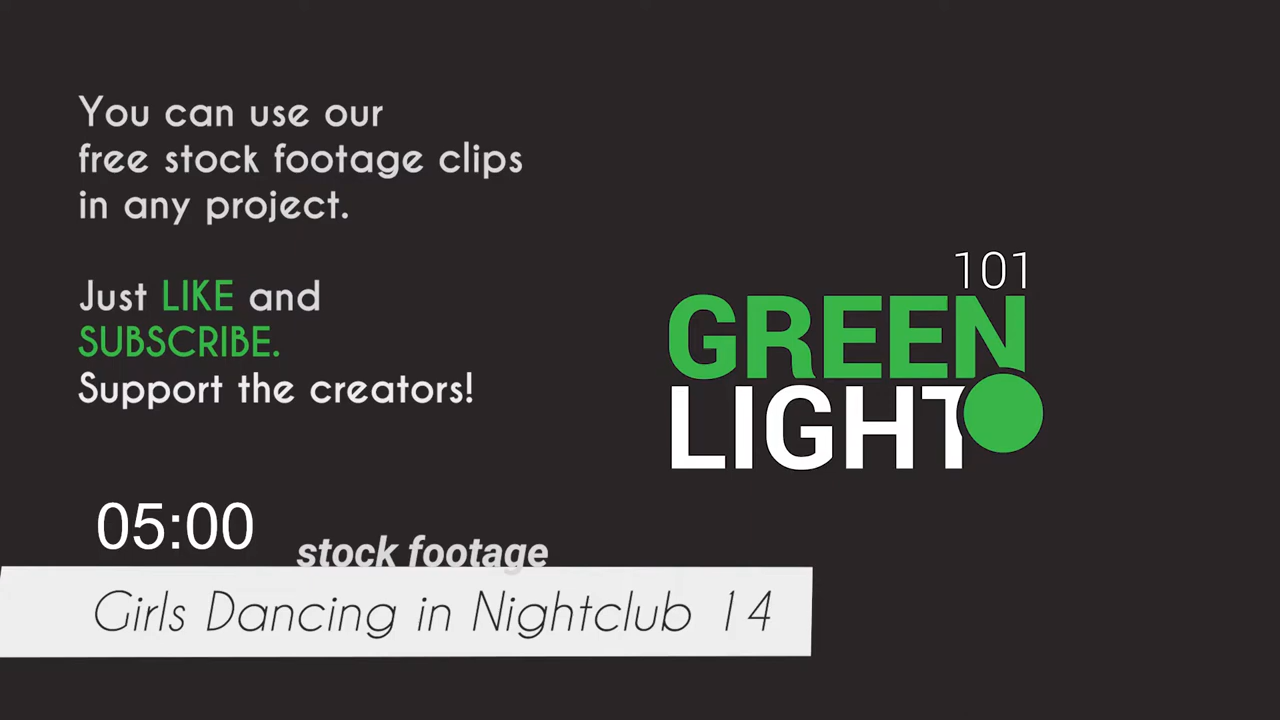 You can use our
free stock footage clips
in any project.
Just LIKE and
SUBSCRIBE.
Support the creators!
101
GREEN
LIGHT
05:00
stock footage
Girls Dancing in Nightclub 14